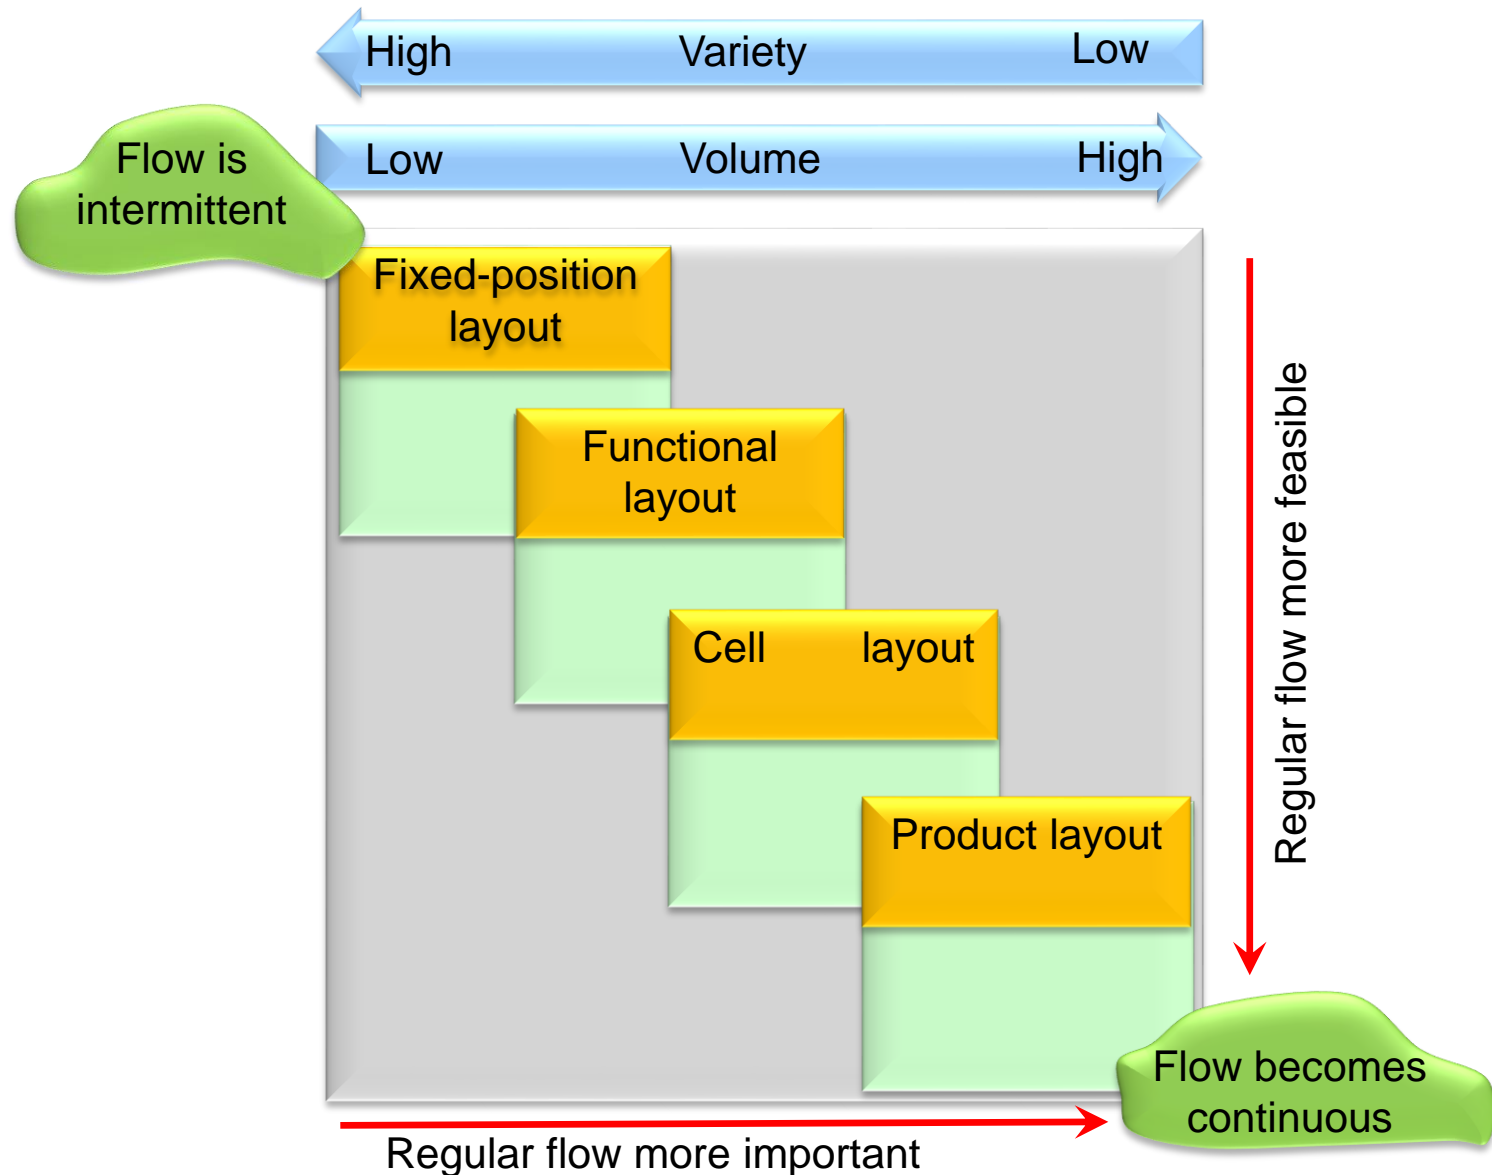 High Variety Low
Low Volume High
Flow is
intermittent
Fixed-position
layout
Functional
layout
Cell layout
Product layout
Regular flow more feasible
Flow becomes
continuous
Regular flow more important